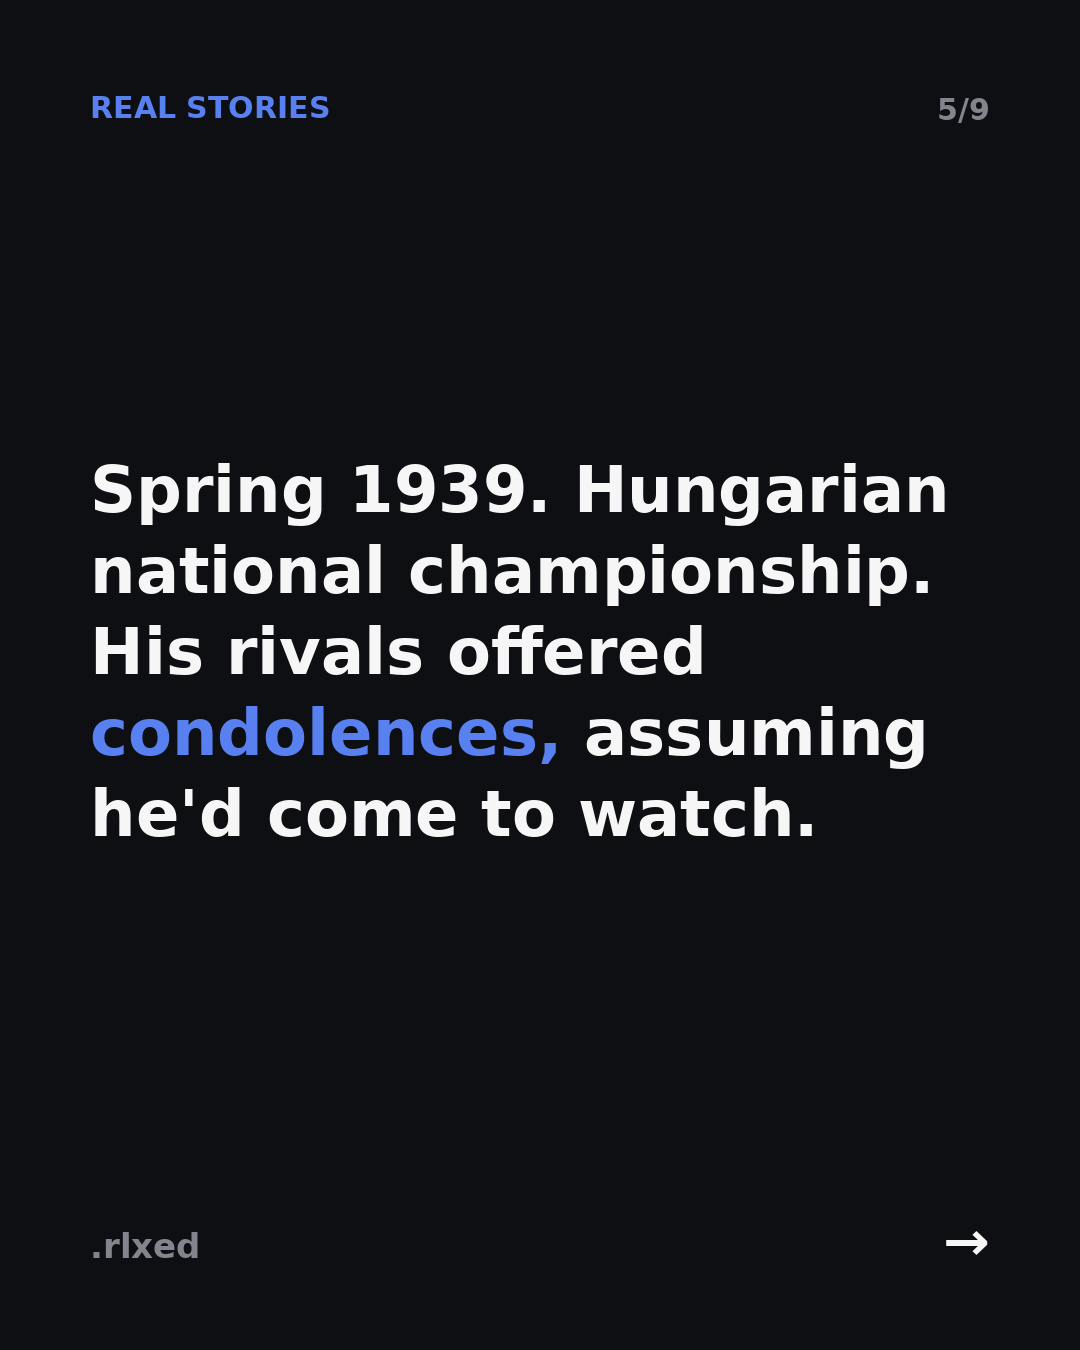 REAL STORIES
5/9
Spring 1939. Hungarian
national championship.
His rivals offered
condolences, assuming
he'd come to watch.
.rlxed
→